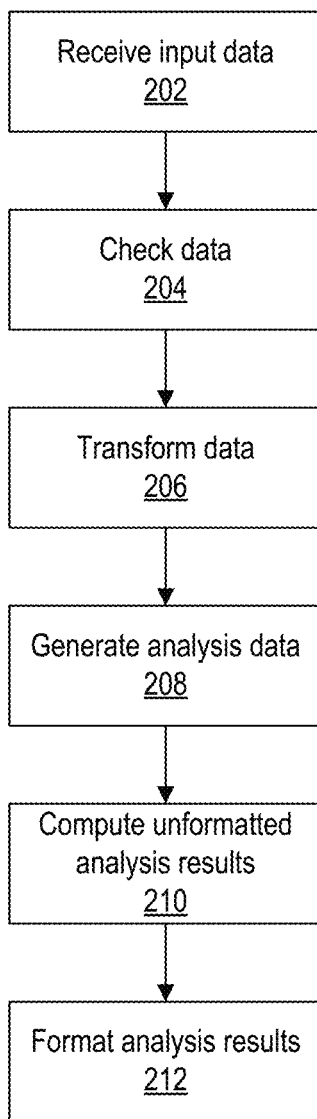 Receive input data
202
Check data
204
Transform data
206
Generate analysis data
208
Compute unformatted
analysis results
210
Format analysis results
212